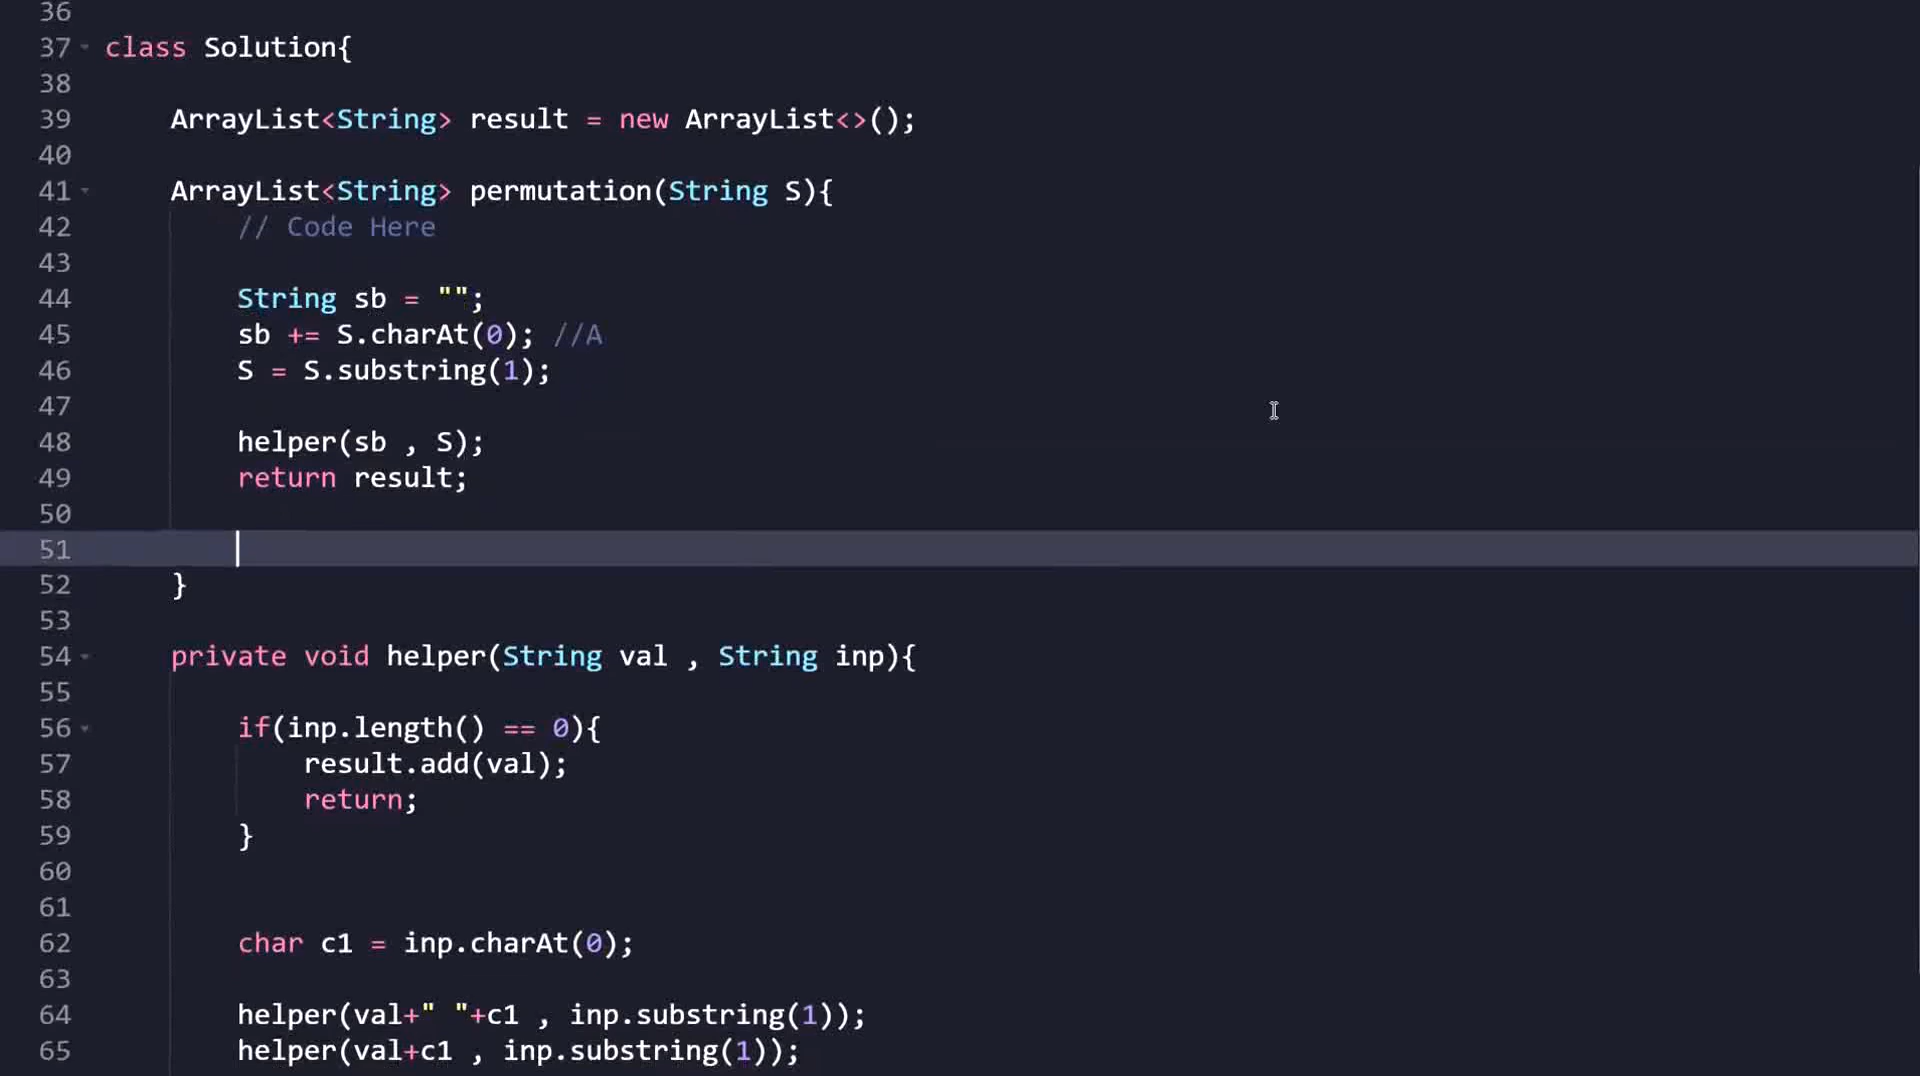 36
37 class Solution{
38
39     ArrayList<String> result = new ArrayList<>();
40
41     ArrayList<String> permutation(String S){
42         // Code Here
43
44         String sb = "";
45         sb += S.charAt(0); //A
46         S = S.substring(1);
47
48         helper(sb , S);
49         return result;
50
51
52     }
53
54     private void helper(String val , String inp){
55
56         if(inp.length() == 0){
57             result.add(val);
58             return;
59         }
60
61
62         char c1 = inp.charAt(0);
63
64         helper(val+" "+c1 , inp.substring(1));
65         helper(val+c1 , inp.substring(1));